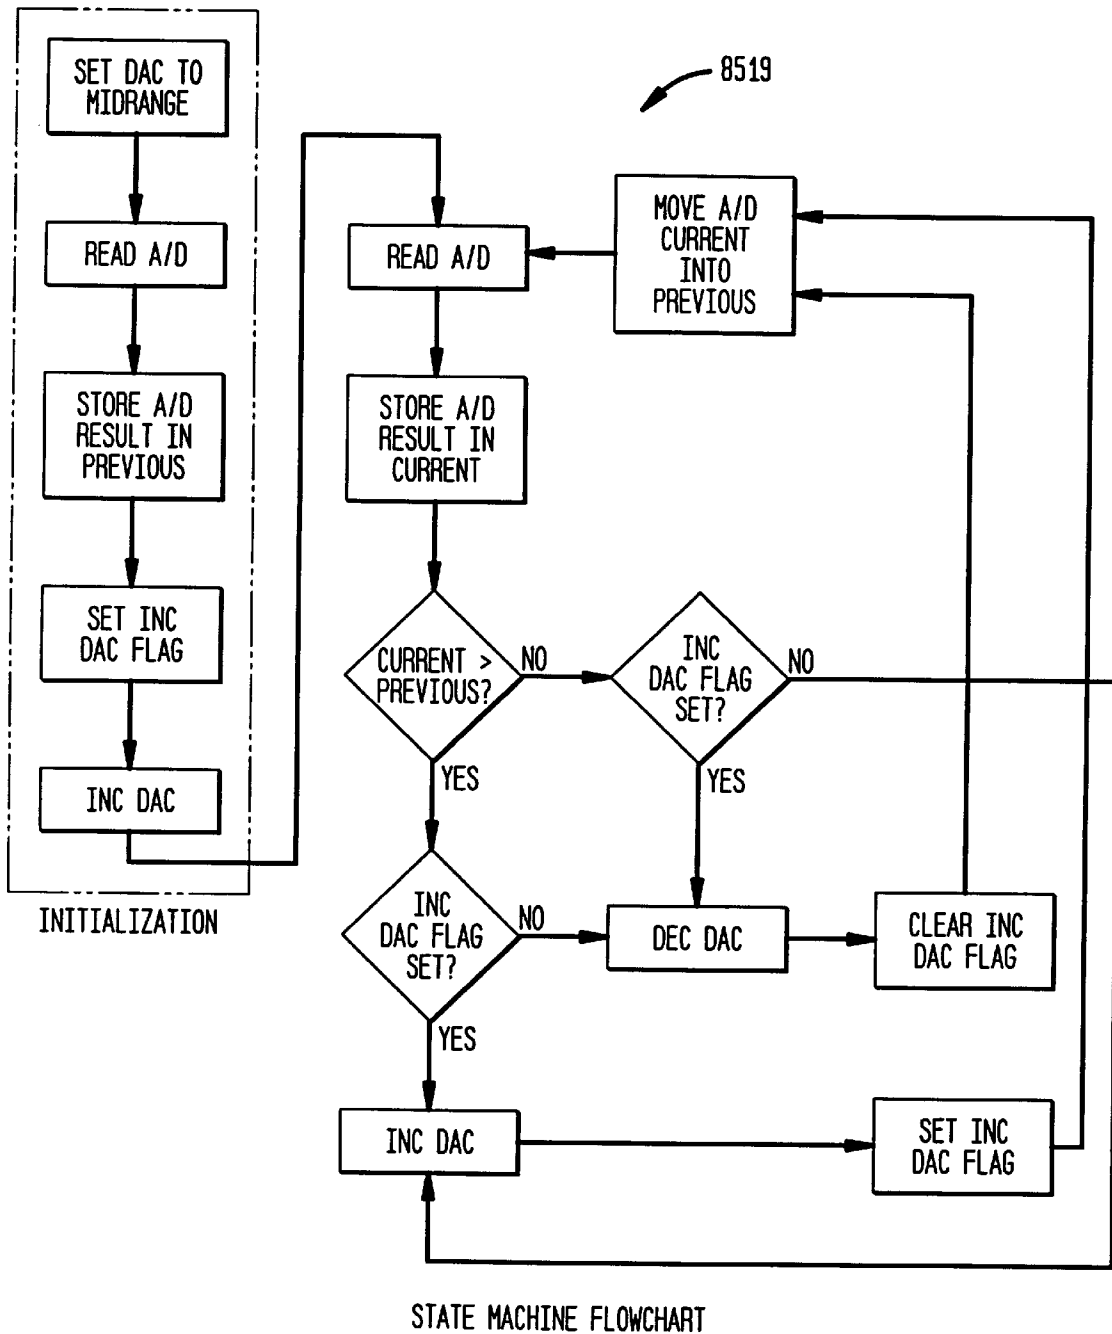 SET DAC TO
MIDRANGE
READ A/D
STORE A/D
RESULT IN
PREVIOUS
SET INC
DAC FLAG
INC DAC
INITIALIZATION
8519
MOVE A/D
CURRENT
INTO
PREVIOUS
READ A/D
STORE A/D
RESULT IN
CURRENT
CURRENT >
PREVIOUS?
NO
YES
INC
DAC FLAG
SET?
NO
YES
INC
DAC FLAG
SET?
NO
YES
DEC DAC
CLEAR INC
DAC FLAG
INC DAC
SET INC
DAC FLAG
STATE MACHINE FLOWCHART